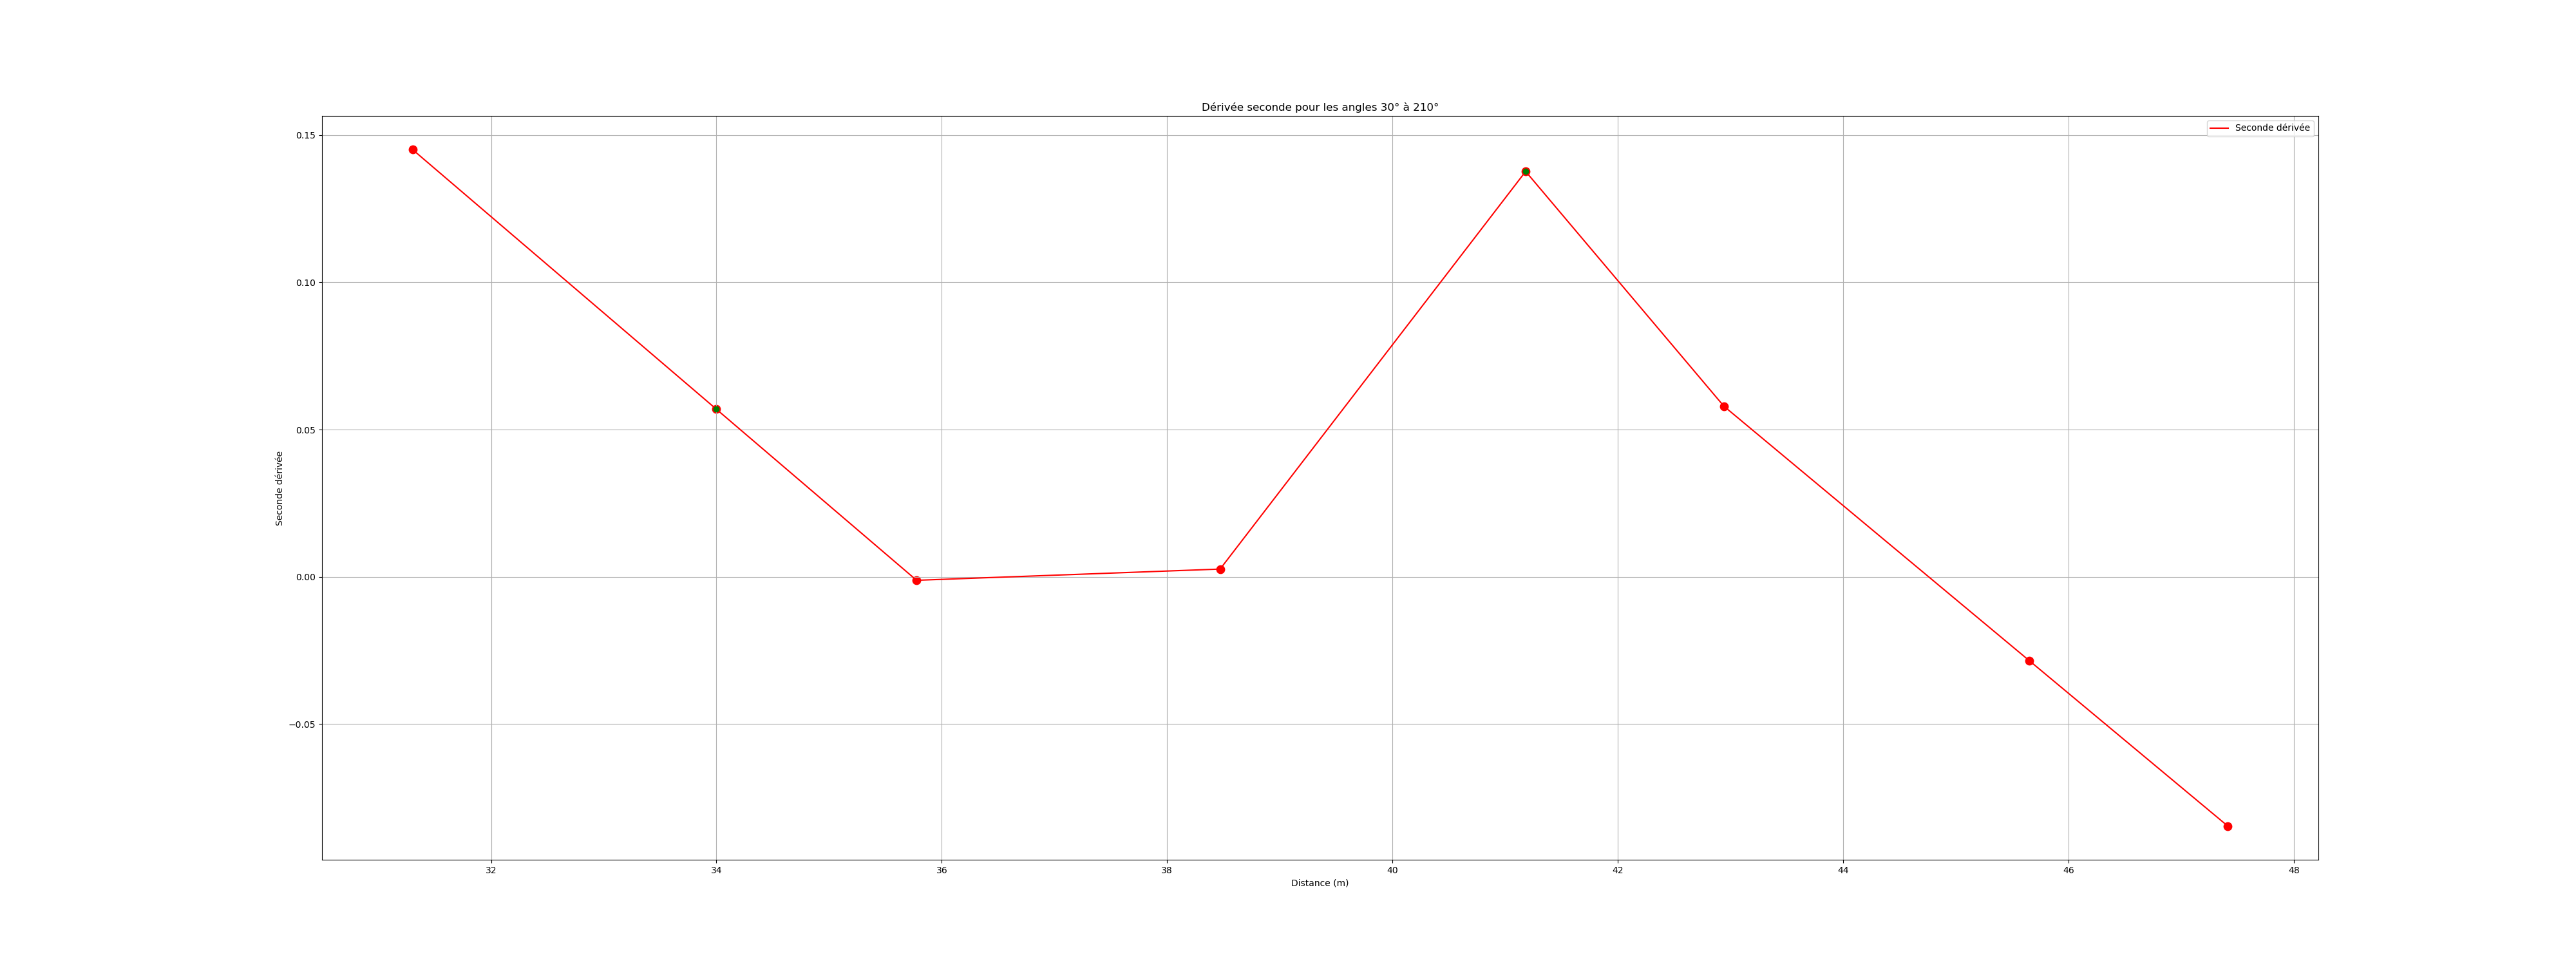 Dérivée seconde pour les angles 30° à 210°
Seconde dérivée
0.15
0.10
0.05
0.00
−0.05
Seconde dérivée
32 34 36 38 40 42 44 46 48
Distance (m)